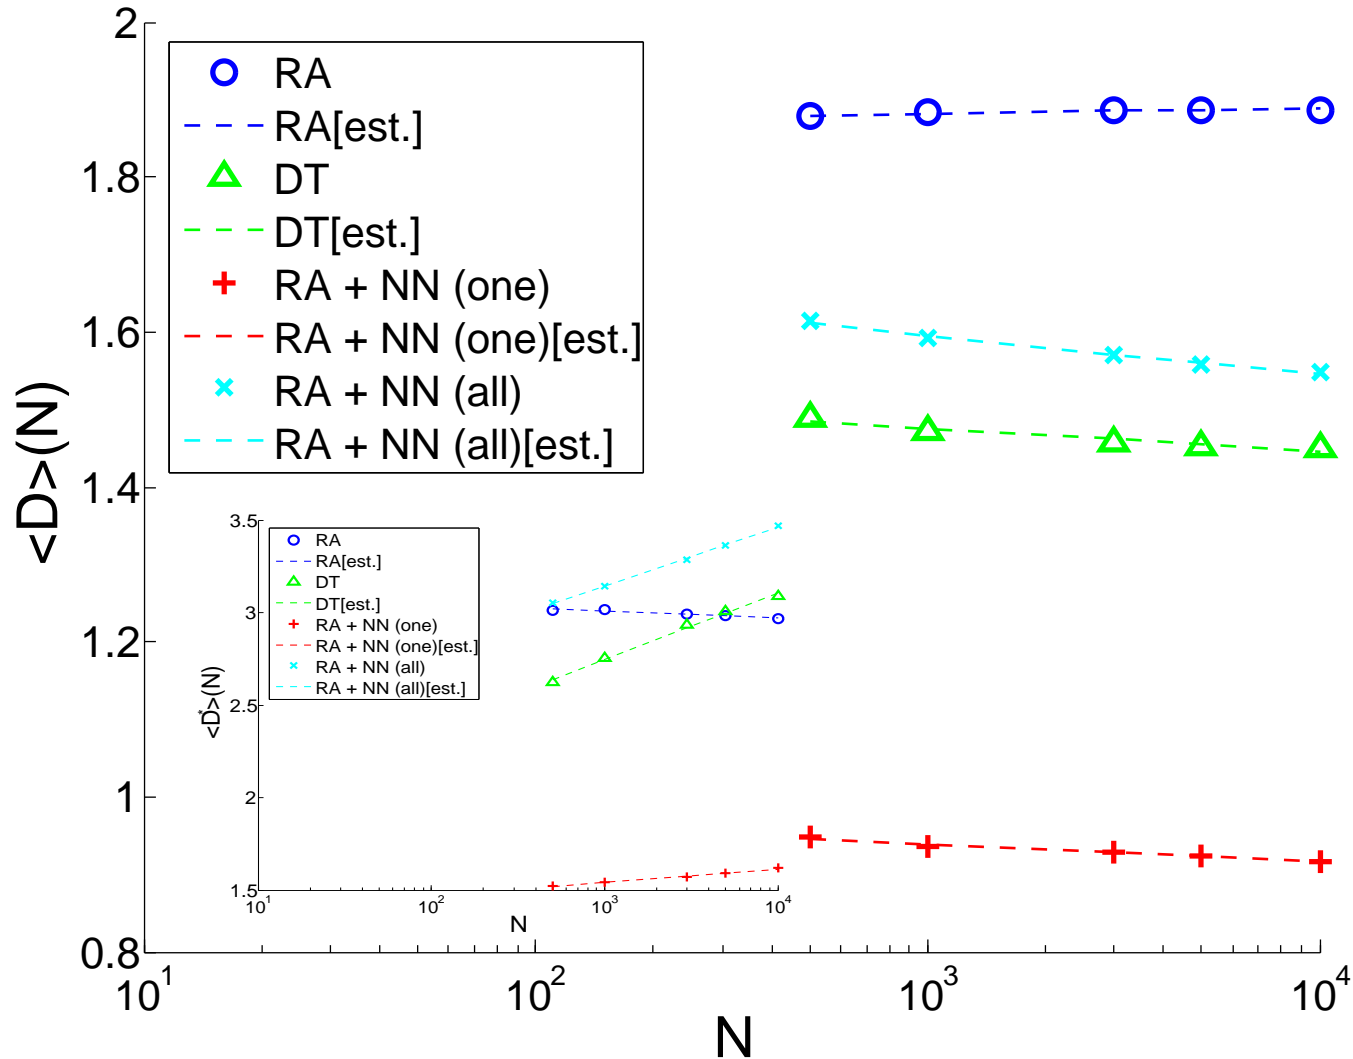 2
1.8
1.6
1.4
1.2
1
0.8
<D>(N)
RA
RA[est.]
DT
DT[est.]
RA + NN (one)
RA + NN (one)[est.]
RA + NN (all)
RA + NN (all)[est.]
3.5
3
2.5
2
1.5
<D*>(N)
RA
RA[est.]
DT
DT[est.]
RA + NN (one)
RA + NN (one)[est.]
RA + NN (all)
RA + NN (all)[est.]
10^1 10^2 10^3 10^4
N
10^1 10^2 10^3 10^4
N